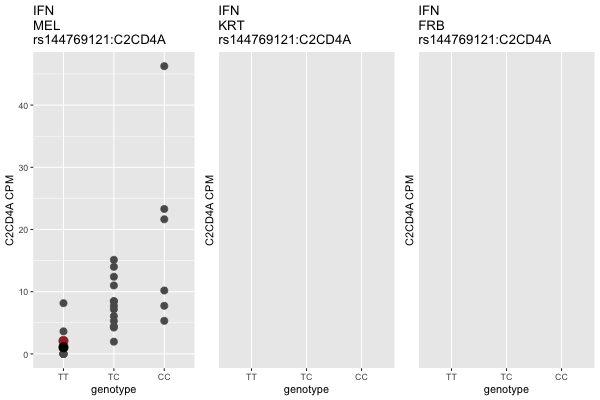 IFN
MEL
rs144769121:C2CD4A
C2CD4A CPM
40
30
20
10
0
TT TC CC
genotype
IFN
KRT
rs144769121:C2CD4A
C2CD4A CPM
TT TC CC
genotype
IFN
FRB
rs144769121:C2CD4A
C2CD4A CPM
TT TC CC
genotype